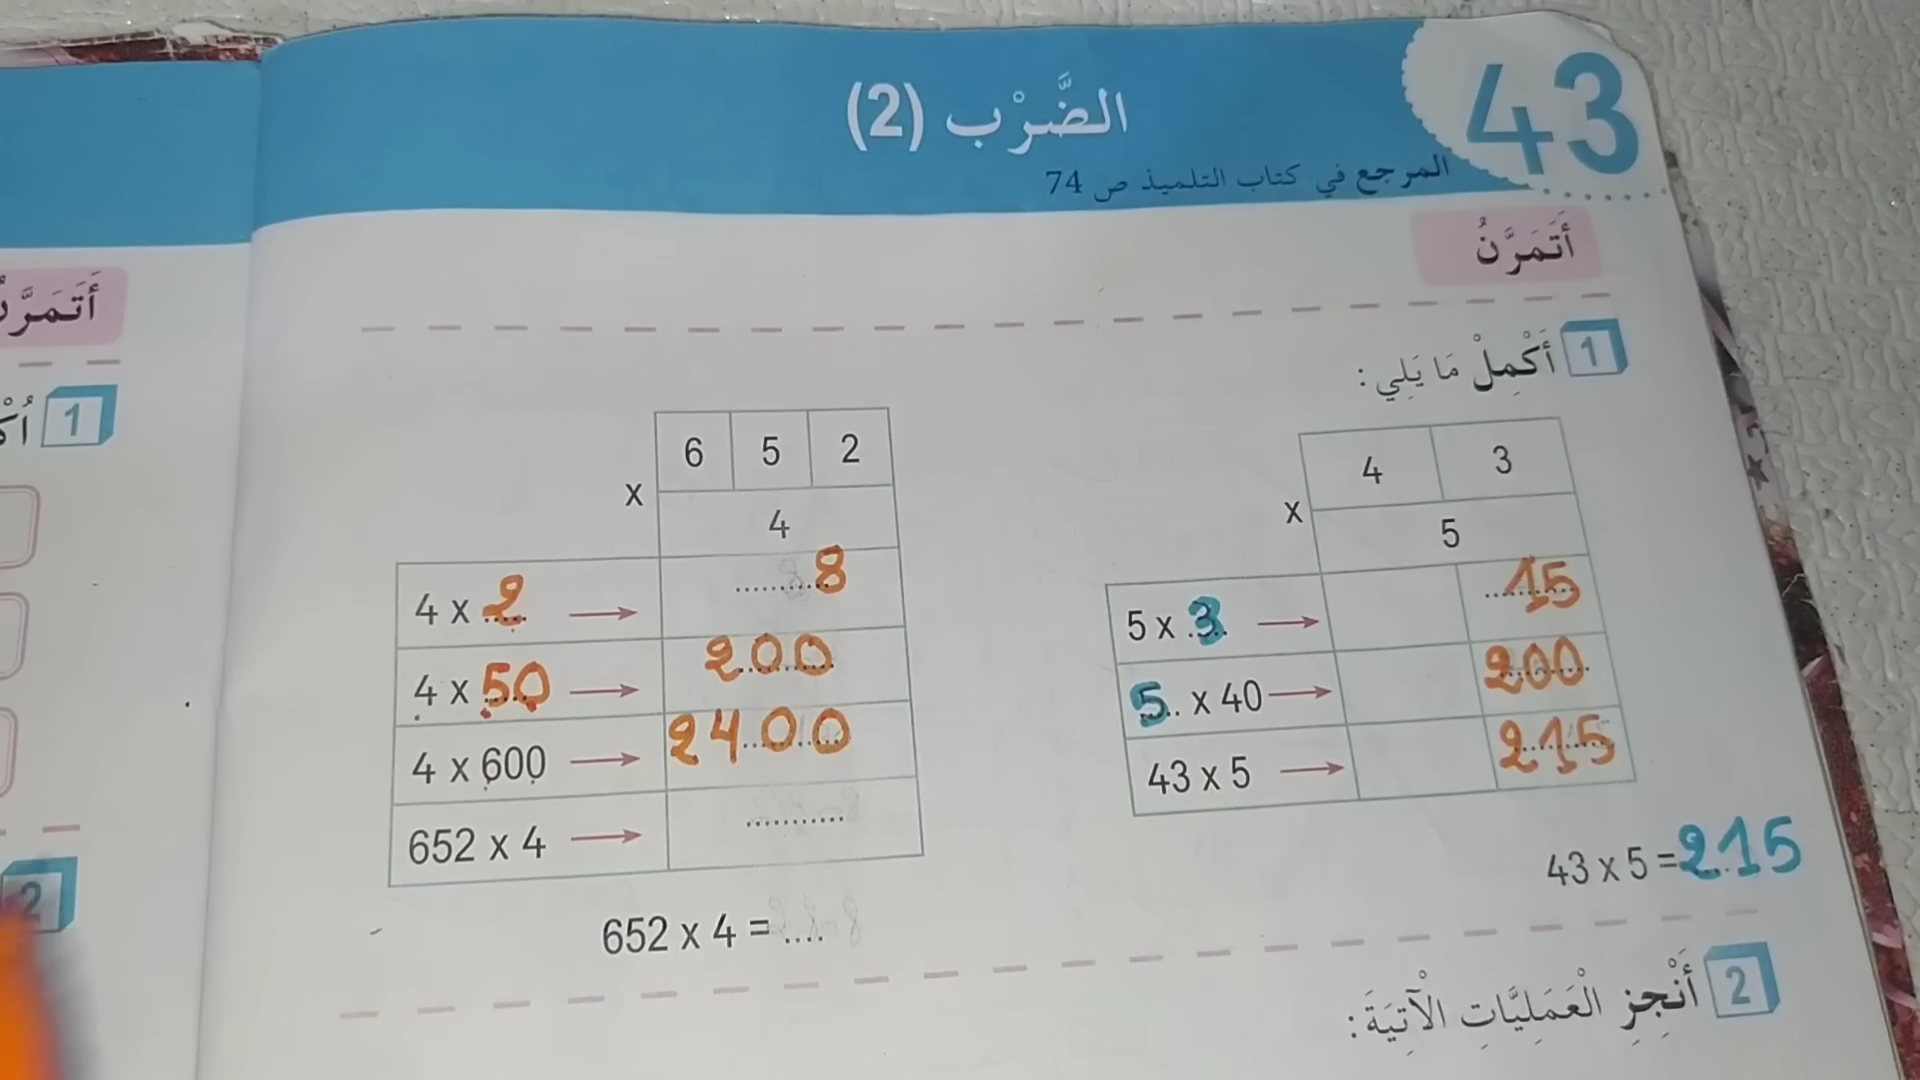 43
الضَّرْب (2)
المرجع في كتاب التلميذ ص 74
أَتَمَرَّنُ
1 أَكْمِلْ مَا يَلِي :
4 3
x
5
5 x 3 → 15
5 x 40 → 200
43 x 5 → 215
43 x 5 = 215
6 5 2
x
4
4 x 2 → 8
4 x 50 → 200
4 x 600 → 2400
652 x 4 → ...........
652 x 4 = ....
2 أَنْجِزِ الْعَمَلِيَّاتِ الْآتِيَةَ :
أَتَمَرَّنُ
1
2